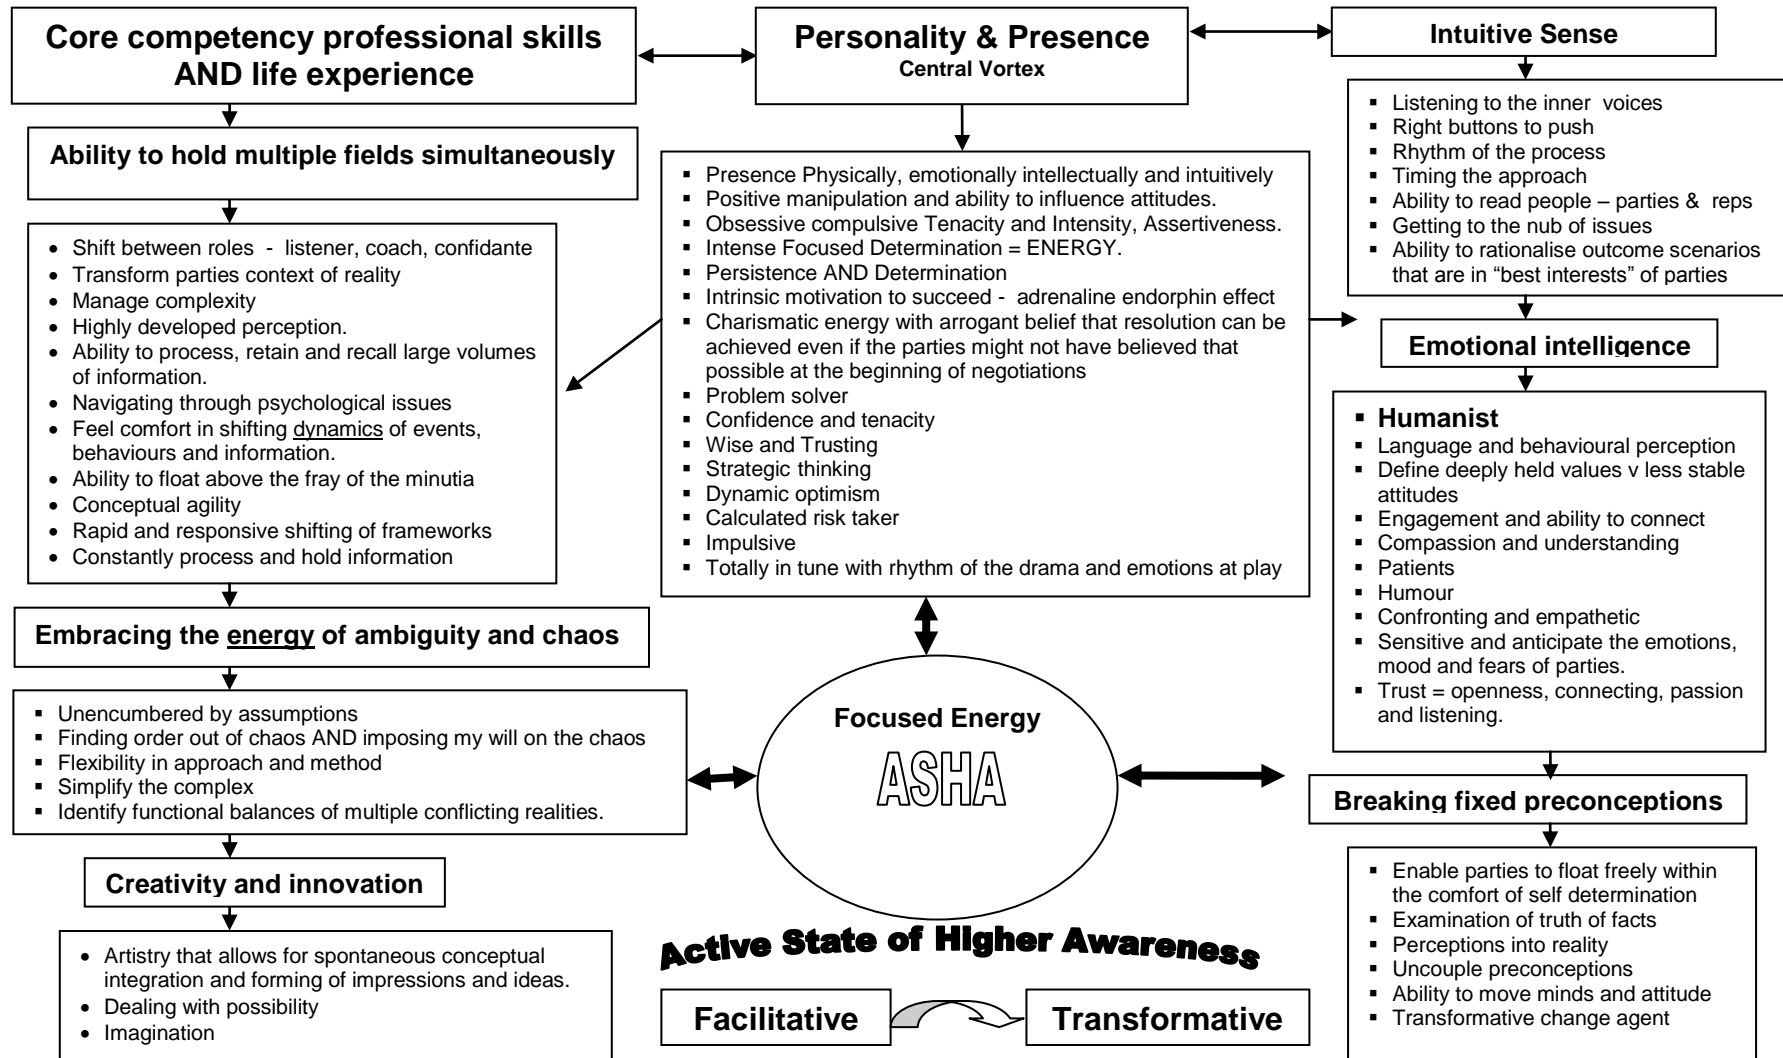 Core competency professional skills
AND life experience
Ability to hold multiple fields simultaneously
• Shift between roles - listener, coach, confidante
• Transform parties context of reality
• Manage complexity
• Highly developed perception.
• Ability to process, retain and recall large volumes
of information.
• Navigating through psychological issues
• Feel comfort in shifting dynamics of events,
behaviours and information.
• Ability to float above the fray of the minutia
• Conceptual agility
• Rapid and responsive shifting of frameworks
• Constantly process and hold information
Embracing the energy of ambiguity and chaos
▪ Unencumbered by assumptions
▪ Finding order out of chaos AND imposing my will on the chaos
▪ Flexibility in approach and method
▪ Simplify the complex
▪ Identify functional balances of multiple conflicting realities.
Creativity and innovation
• Artistry that allows for spontaneous conceptual
integration and forming of impressions and ideas.
• Dealing with possibility
• Imagination
Personality & Presence
Central Vortex
▪ Presence Physically, emotionally intellectually and intuitively
▪ Positive manipulation and ability to influence attitudes.
▪ Obsessive compulsive Tenacity and Intensity, Assertiveness.
▪ Intense Focused Determination = ENERGY.
▪ Persistence AND Determination
▪ Intrinsic motivation to succeed - adrenaline endorphin effect
▪ Charismatic energy with arrogant belief that resolution can be
achieved even if the parties might not have believed that
possible at the beginning of negotiations
▪ Problem solver
▪ Confidence and tenacity
▪ Wise and Trusting
▪ Strategic thinking
▪ Dynamic optimism
▪ Calculated risk taker
▪ Impulsive
▪ Totally in tune with rhythm of the drama and emotions at play
Focused Energy
ASHA
Active State of Higher Awareness
Facilitative
Transformative
Intuitive Sense
▪ Listening to the inner voices
▪ Right buttons to push
▪ Rhythm of the process
▪ Timing the approach
▪ Ability to read people – parties & reps
▪ Getting to the nub of issues
▪ Ability to rationalise outcome scenarios
that are in “best interests” of parties
Emotional intelligence
▪ Humanist
▪ Language and behavioural perception
▪ Define deeply held values v less stable
attitudes
▪ Engagement and ability to connect
▪ Compassion and understanding
▪ Patients
▪ Humour
▪ Confronting and empathetic
▪ Sensitive and anticipate the emotions,
mood and fears of parties.
▪ Trust = openness, connecting, passion
and listening.
Breaking fixed preconceptions
▪ Enable parties to float freely within
the comfort of self determination
▪ Examination of truth of facts
▪ Perceptions into reality
▪ Uncouple preconceptions
▪ Ability to move minds and attitude
▪ Transformative change agent